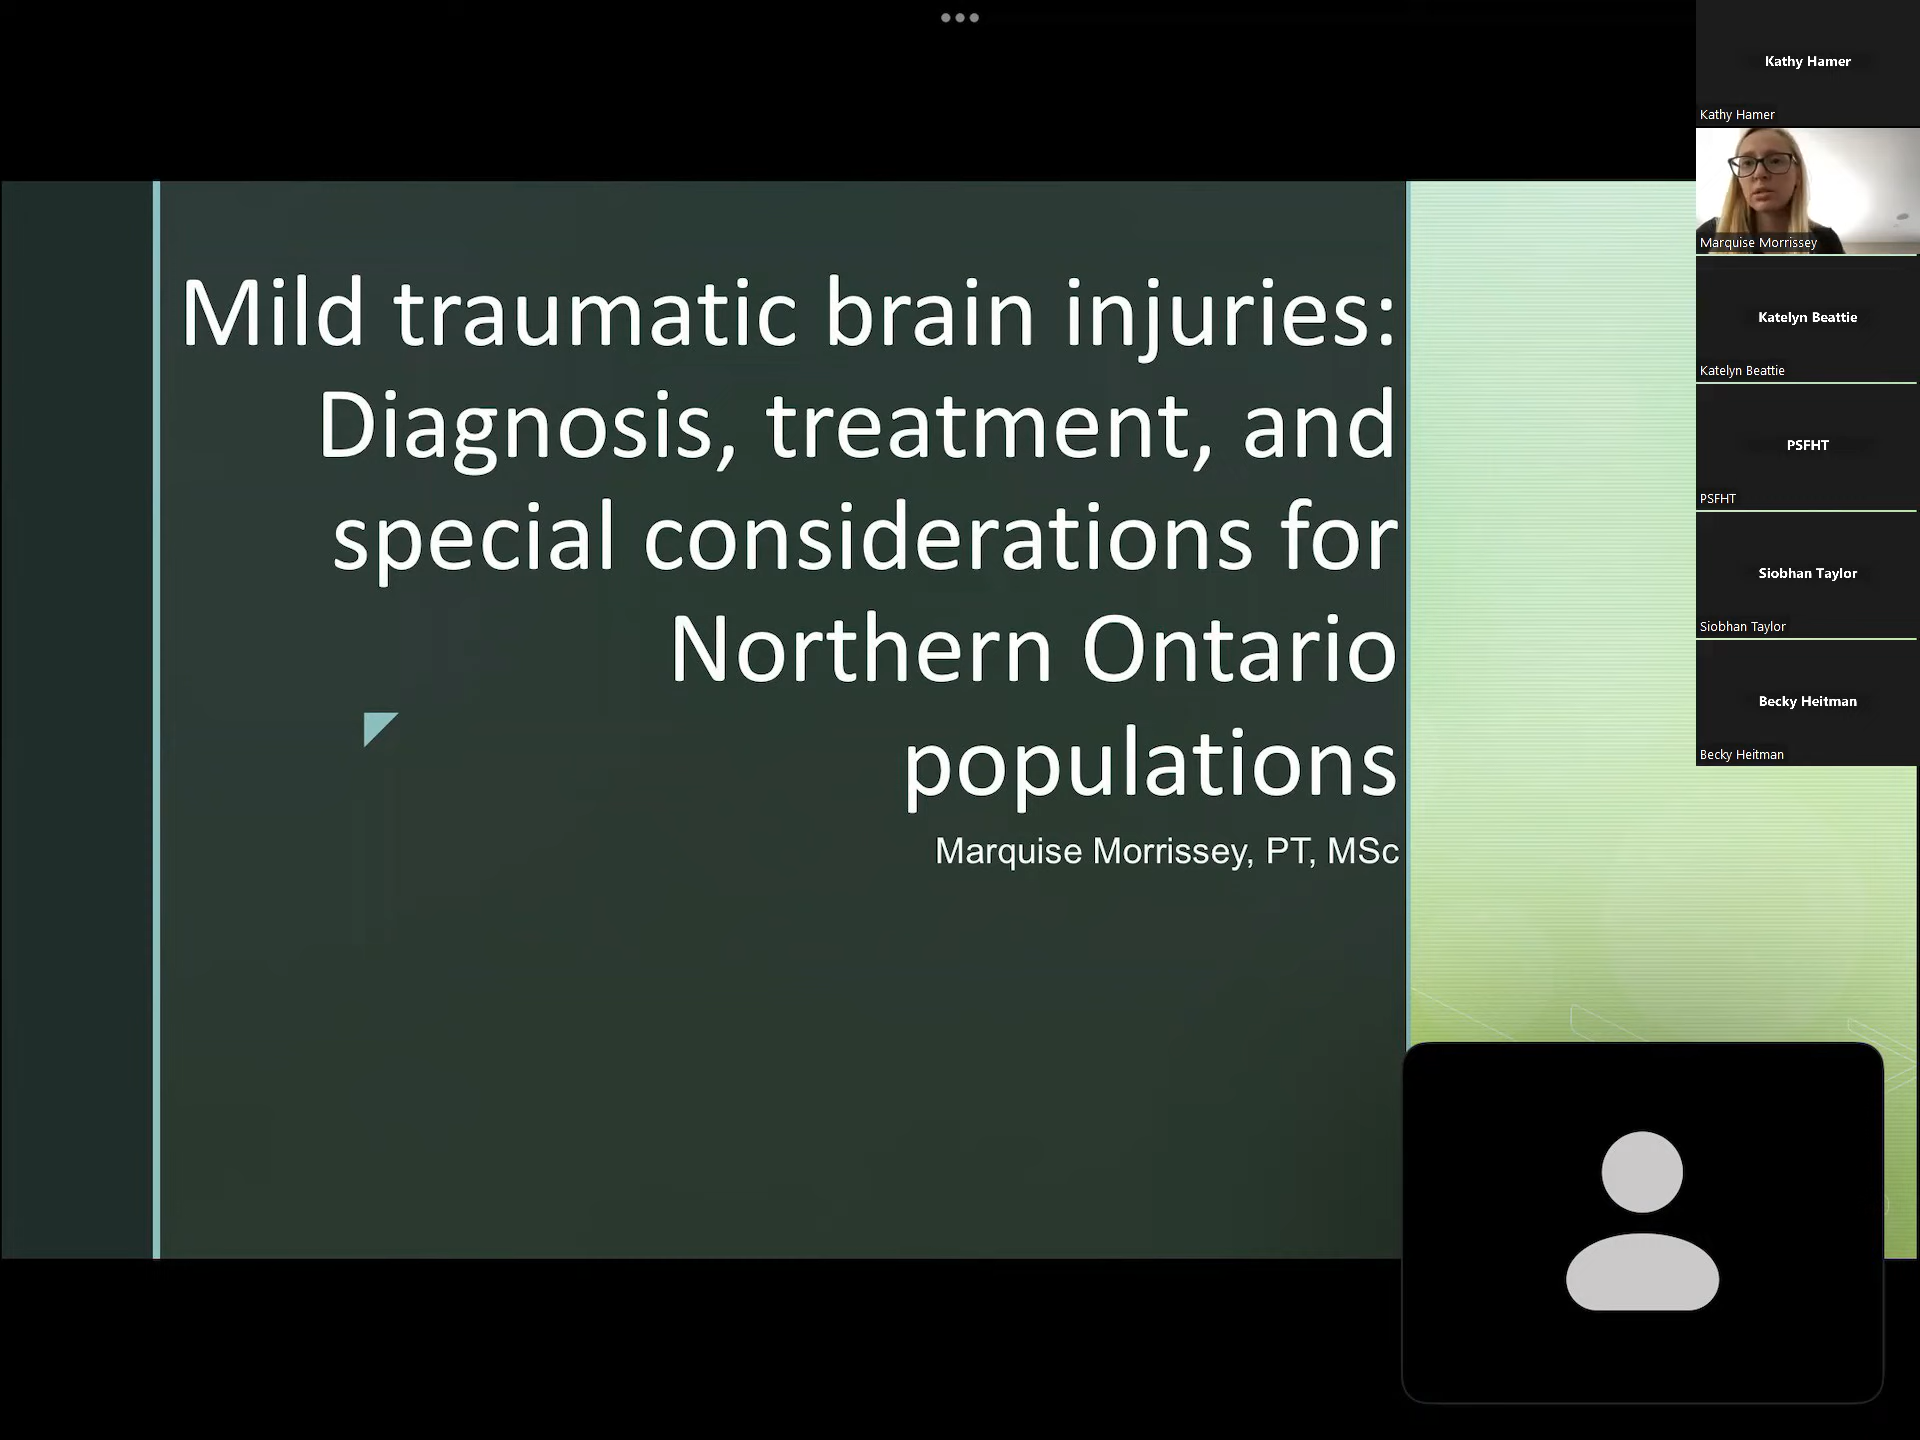 Mild traumatic brain injuries:
Diagnosis, treatment, and
special considerations for
Northern Ontario
populations
Marquise Morrissey, PT, MSc
Kathy Hamer
Kathy Hamer
Marquise Morrissey
Katelyn Beattie
Katelyn Beattie
PSFHT
PSFHT
Siobhan Taylor
Siobhan Taylor
Becky Heitman
Becky Heitman